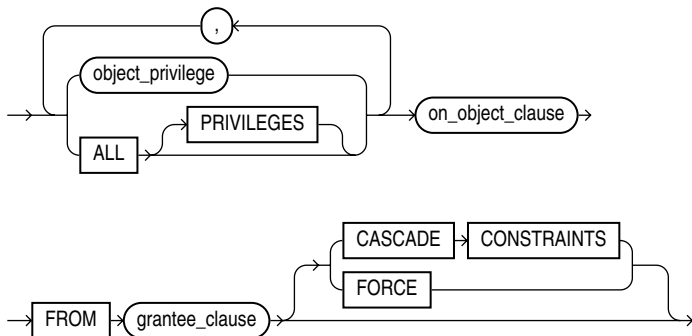 ,
object_privilege
PRIVILEGES
on_object_clause
ALL
CASCADE CONSTRAINTS
FORCE
FROM grantee_clause